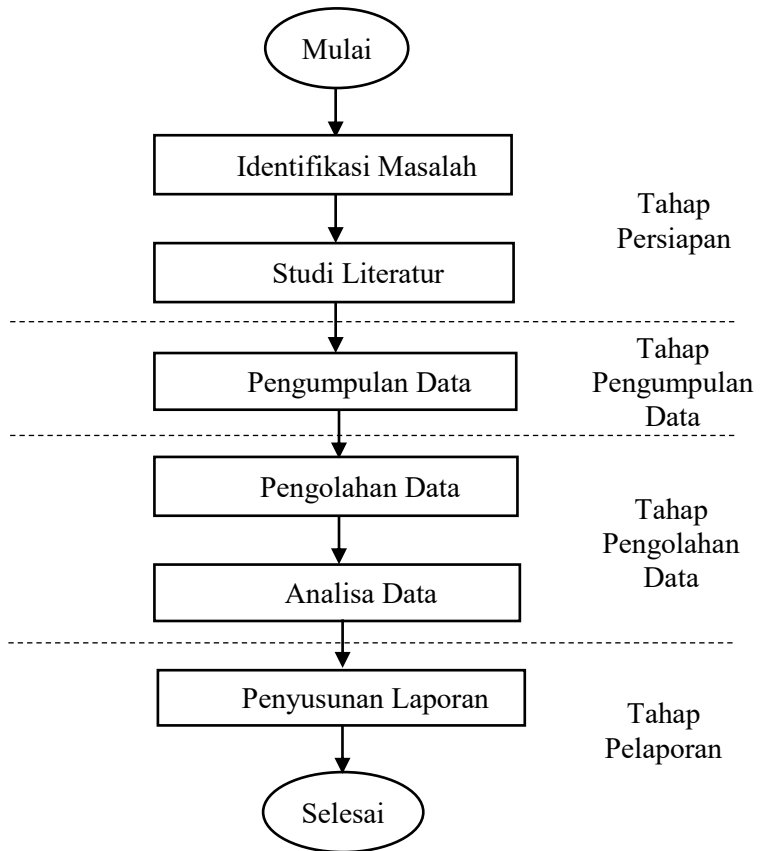 Mulai
Identifikasi Masalah
Tahap
Persiapan
Studi Literatur
Pengumpulan Data
Tahap
Pengumpulan
Data
Pengolahan Data
Tahap
Pengolahan
Data
Analisa Data
Penyusunan Laporan
Tahap
Pelaporan
Selesai